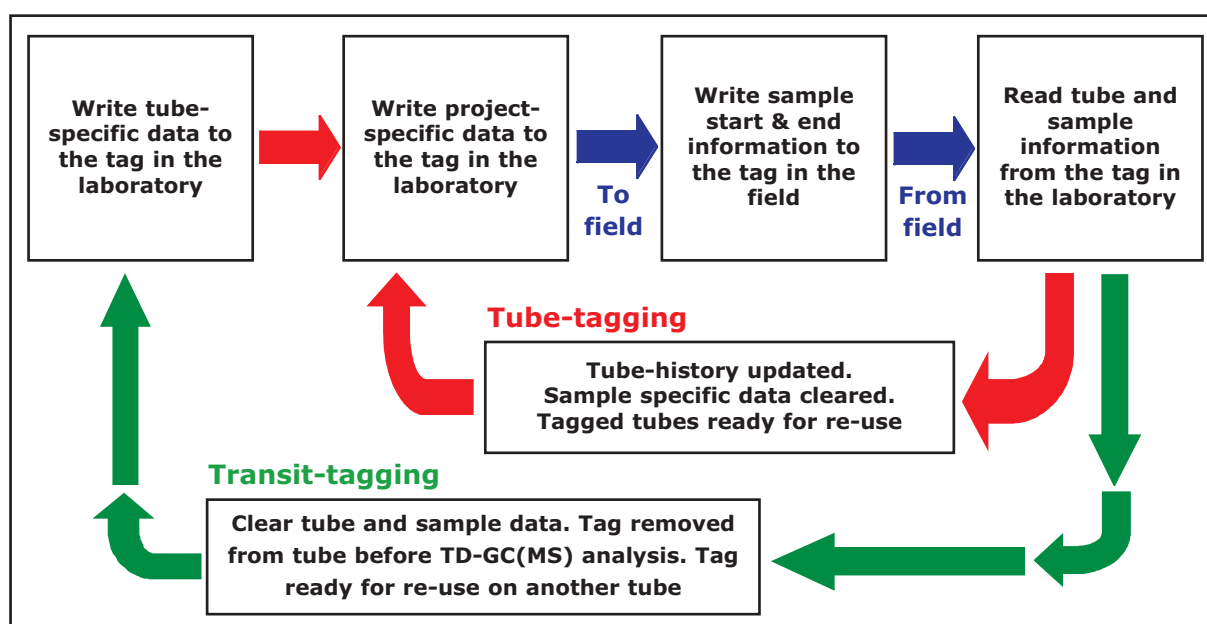 Write tube-
specific data to
the tag in the
laboratory
Write project-
specific data to
the tag in the
laboratory
To
field
Write sample
start & end
information to
the tag in the
field
From
field
Read tube and
sample
information
from the tag in
the laboratory
Tube-tagging
Tube-history updated.
Sample specific data cleared.
Tagged tubes ready for re-use
Transit-tagging
Clear tube and sample data. Tag removed
from tube before TD-GC(MS) analysis. Tag
ready for re-use on another tube